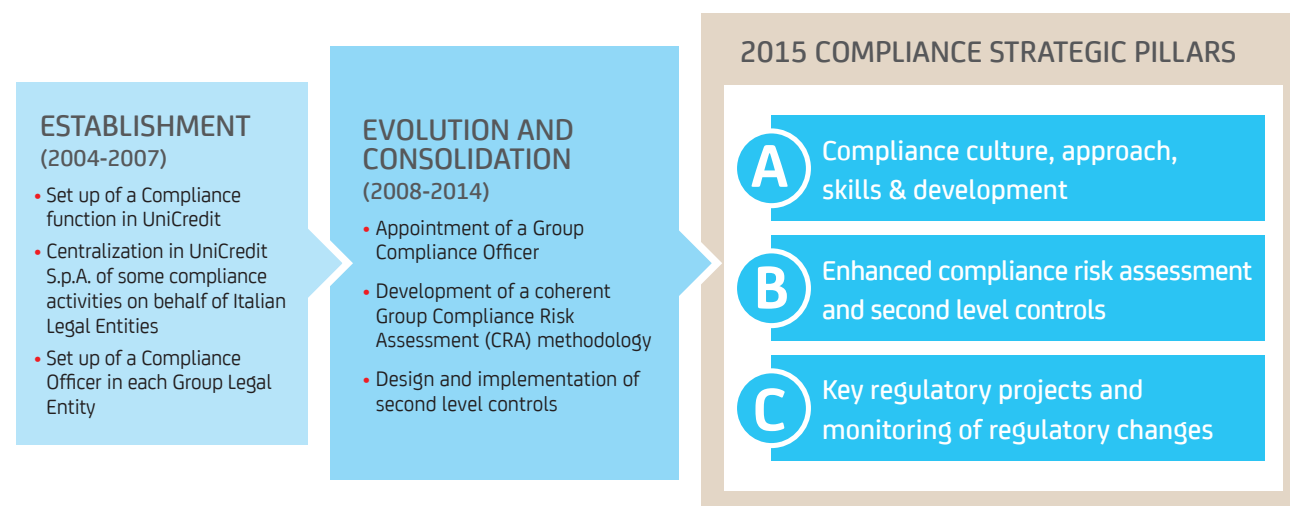 ESTABLISHMENT
(2004-2007)
• Set up of a Compliance
function in UniCredit
• Centralization in UniCredit
S.p.A. of some compliance
activities on behalf of Italian
Legal Entities
• Set up of a Compliance
Officer in each Group Legal
Entity
EVOLUTION AND
CONSOLIDATION
(2008-2014)
• Appointment of a Group
Compliance Officer
• Development of a coherent
Group Compliance Risk
Assessment (CRA) methodology
• Design and implementation of
second level controls
2015 COMPLIANCE STRATEGIC PILLARS
A
Compliance culture, approach,
skills & development
B
Enhanced compliance risk assessment
and second level controls
C
Key regulatory projects and
monitoring of regulatory changes